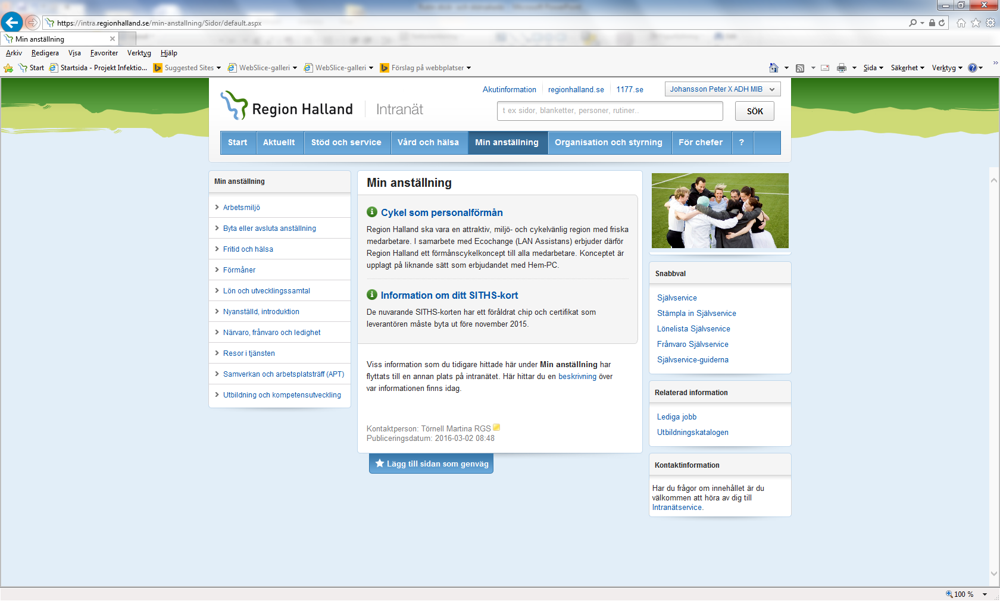 https://intra.regionhalland.se/min-anstallning/Sidor/default.aspx
Min anställning
Arkiv Redigera Visa Favoriter Verktyg Hjälp
Start Startsida - Projekt Infektio... Suggested Sites WebSlice-galleri WebSlice-galleri Förslag på webbplatser Sida Säkerhet Verktyg
Akutinformation regionhalland.se 1177.se Johansson Peter X ADH MIB
Region Halland Intranät
t ex sidor, blanketter, personer, rutiner.. SÖK
Start Aktuellt Stöd och service Vård och hälsa Min anställning Organisation och styrning För chefer ?
Min anställning
Arbetsmiljö
Byta eller avsluta anställning
Fritid och hälsa
Förmåner
Lön och utvecklingssamtal
Nyanställd, introduktion
Närvaro, frånvaro och ledighet
Resor i tjänsten
Samverkan och arbetsplatsträff (APT)
Utbildning och kompetensutveckling
Min anställning
Cykel som personalförmån
Region Halland ska vara en attraktiv, miljö- och cykelvänlig region med friska
medarbetare. I samarbete med Ecochange (LAN Assistans) erbjuder därför
Region Halland ett förmånscykelkoncept till alla medarbetare. Konceptet är
upplagt på liknande sätt som erbjudandet med Hem-PC.
Information om ditt SITHS-kort
De nuvarande SITHS-korten har ett föråldrat chip och certifikat som
leverantören måste byta ut före november 2015.
Viss information som du tidigare hittade här under Min anställning har
flyttats till en annan plats på intranätet. Här hittar du en beskrivning över
var informationen finns idag.
Kontaktperson: Törnell Martina RGS
Publiceringsdatum: 2016-03-02 08:48
Lägg till sidan som genväg
Snabbval
Självservice
Stämpla in Självservice
Lönelista Självservice
Frånvaro Självservice
Självservice-guiderna
Relaterad information
Lediga jobb
Utbildningskatalogen
Kontaktinformation
Har du frågor om innehållet är du
välkommen att höra av dig till
Intranätservice.
100 %